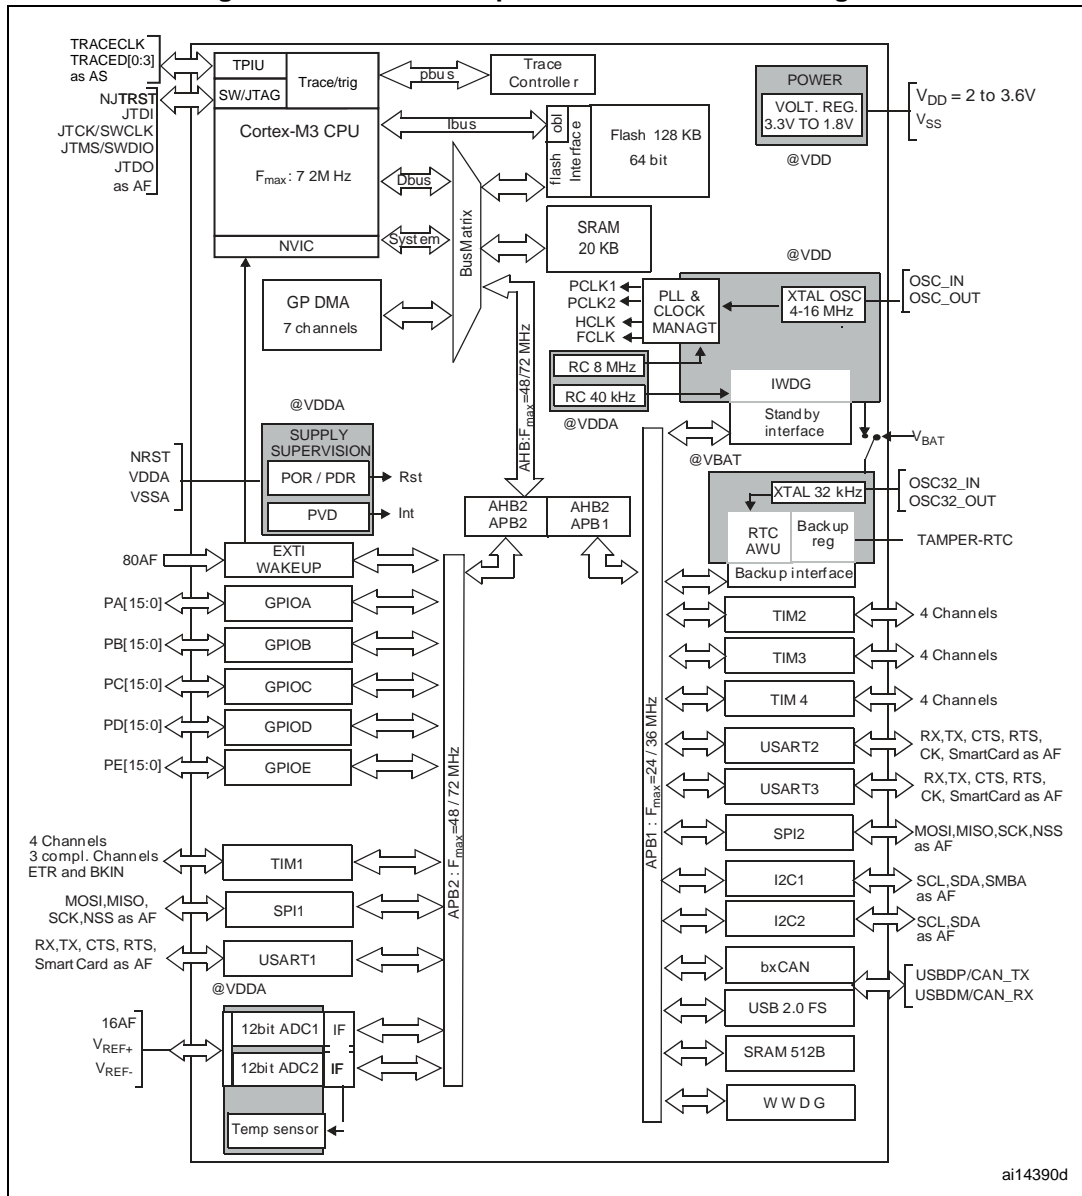 TRACECLK
TRACED[0:3]
as AS
NJTRST
JTDI
JTCK/SWCLK
JTMS/SWDIO
JTDO
as AF
TPIU
SW/JTAG
Trace/trig
Cortex-M3 CPU
Fmax: 7 2M Hz
NVIC
pbus
Trace
Controller
Ibus
Dbus
System
BusMatrix
flash obl
Interface
Flash 128 KB
64 bit
SRAM
20 KB
GP DMA
7 channels
POWER
VOLT. REG.
3.3V TO 1.8V
@VDD
VDD = 2 to 3.6V
VSS
@VDD
PCLK1
PCLK2
HCLK
FCLK
PLL &
CLOCK
MANAGT
XTAL OSC
4-16 MHz
OSC_IN
OSC_OUT
RC 8 MHz
RC 40 kHz
@VDDA
IWDG
Standby
interface
VBAT
@VBAT
XTAL 32 kHz
OSC32_IN
OSC32_OUT
RTC
AWU
Backup
reg
TAMPER-RTC
Backup interface
AHB:Fmax=48/72 MHz
@VDDA
SUPPLY
SUPERVISION
NRST
VDDA
VSSA
POR / PDR
Rst
PVD
Int
AHB2
APB2
AHB2
APB1
80AF
EXTI
WAKEUP
PA[15:0]
GPIOA
PB[15:0]
GPIOB
PC[15:0]
GPIOC
PD[15:0]
GPIOD
PE[15:0]
GPIOE
4 Channels
3 compl. Channels
ETR and BKIN
TIM1
MOSI,MISO,
SCK,NSS as AF
SPI1
RX,TX, CTS, RTS,
SmartCard as AF
USART1
@VDDA
16AF
VREF+
VREF-
12bit ADC1
IF
12bit ADC2
IF
Temp sensor
APB2 : Fmax=48 / 72 MHz
APB1 : Fmax=24 / 36 MHz
TIM2
4 Channels
TIM3
4 Channels
TIM 4
4 Channels
USART2
RX,TX, CTS, RTS,
CK, SmartCard as AF
USART3
RX,TX, CTS, RTS,
CK, SmartCard as AF
SPI2
MOSI,MISO,SCK,NSS
as AF
I2C1
SCL,SDA,SMBA
as AF
I2C2
SCL,SDA
as AF
bxCAN
USBDP/CAN_TX
USBDM/CAN_RX
USB 2.0 FS
SRAM 512B
W W D G
ai14390d